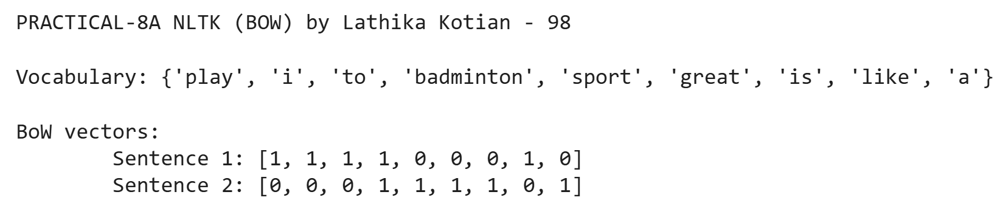 PRACTICAL-8A NLTK (BOW) by Lathika Kotian - 98
Vocabulary: {'play', 'i', 'to', 'badminton', 'sport', 'great', 'is', 'like', 'a'}
BoW vectors:
Sentence 1: [1, 1, 1, 1, 0, 0, 0, 1, 0]
Sentence 2: [0, 0, 0, 1, 1, 1, 1, 0, 1]